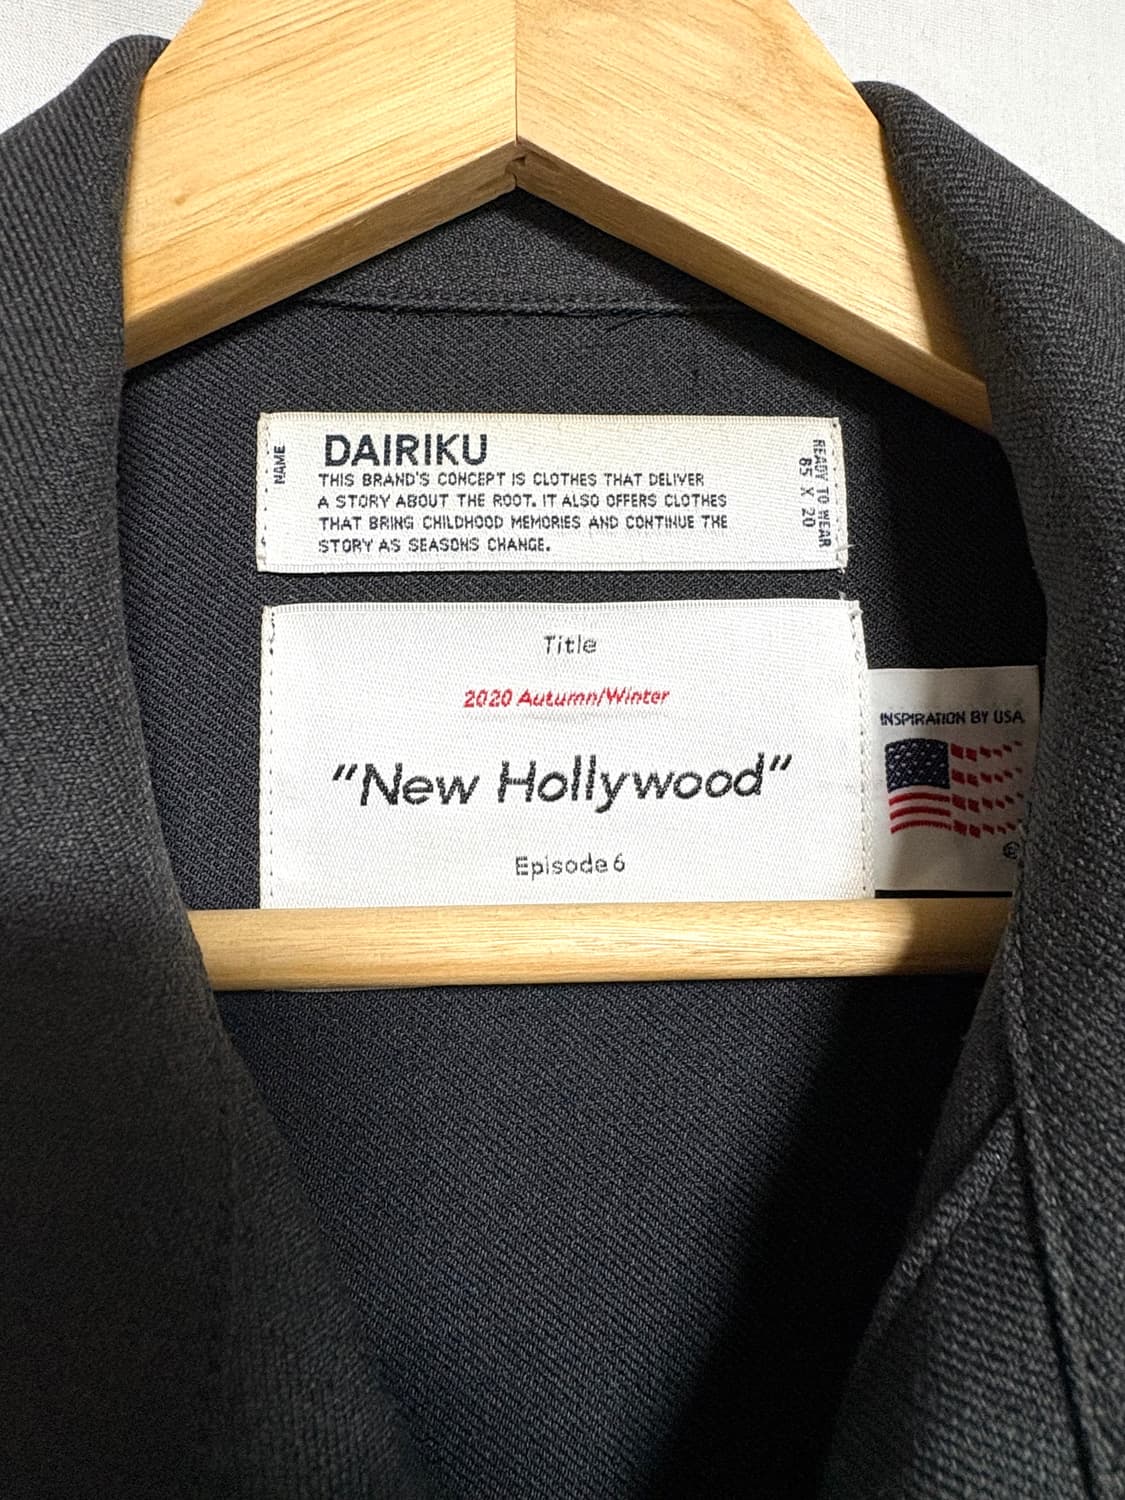 NAME
DAIRIKU
THIS BRAND'S CONCEPT IS CLOTHES THAT DELIVER
A STORY ABOUT THE ROOT. IT ALSO OFFERS CLOTHES
THAT BRING CHILDHOOD MEMORIES AND CONTINUE THE
STORY AS SEASONS CHANGE.
READY TO WEAR
85 X 20
Title
2020 Autumn/Winter
"New Hollywood"
Episode 6
INSPIRATION BY USA